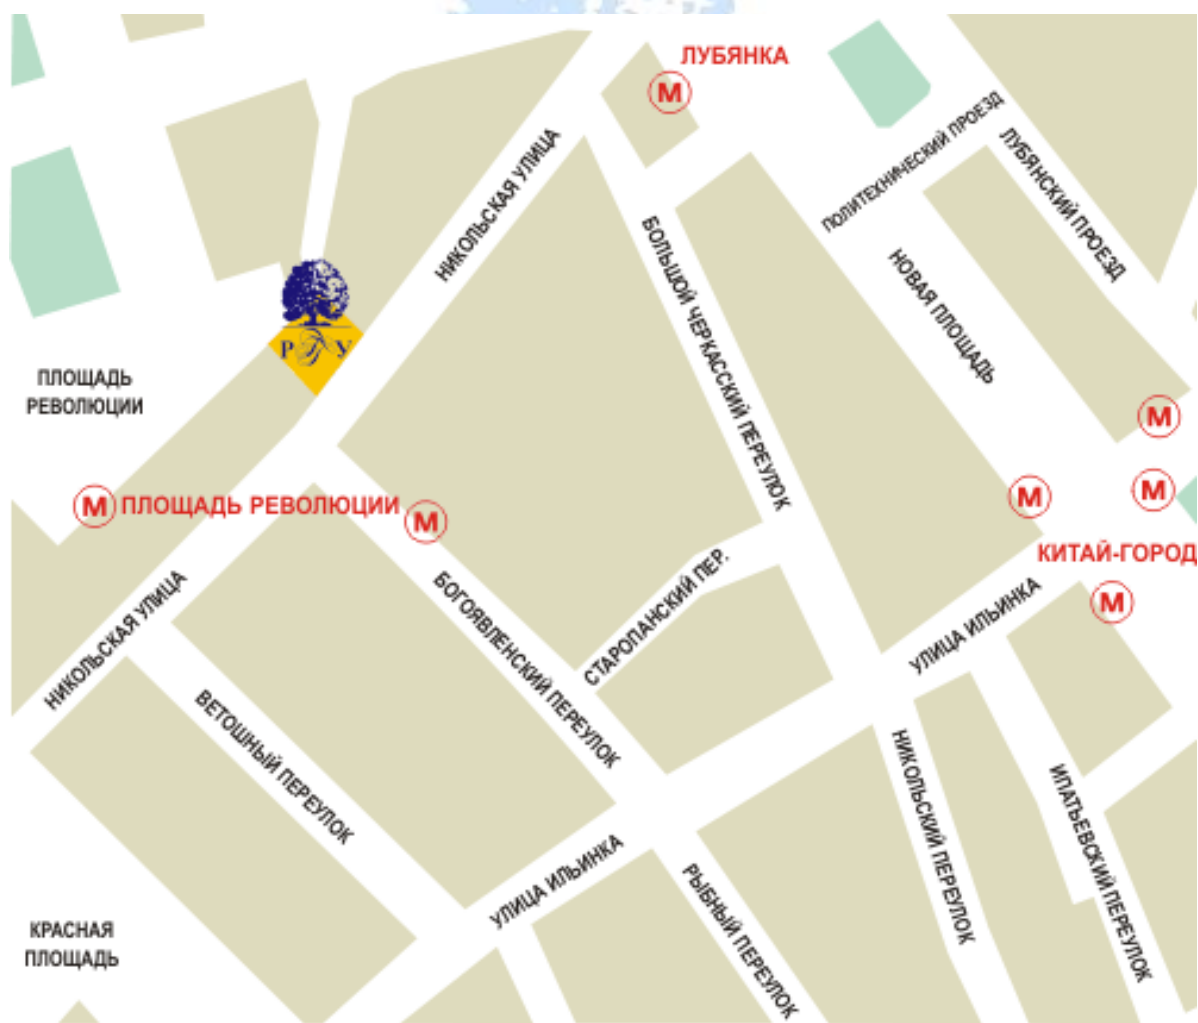 ЛУБЯНКА
М
ПОЛИТЕХНИЧЕСКИЙ ПРОЕЗД
ЛУБЯНСКИЙ ПРОЕЗД
НИКОЛЬСКАЯ УЛИЦА
БОЛЬШОЙ ЧЕРКАССКИЙ ПЕРЕУЛОК
НОВАЯ ПЛОЩАДЬ
ПЛОЩАДЬ
РЕВОЛЮЦИИ
М
М ПЛОЩАДЬ РЕВОЛЮЦИИ М
М
М
КИТАЙ-ГОРОД
М
СТАРОПАНСКИЙ ПЕР.
БОГОЯВЛЕНСКИЙ ПЕРЕУЛОК
НИКОЛЬСКАЯ УЛИЦА
УЛИЦА ИЛЬИНКА
ВЕТОШНЫЙ ПЕРЕУЛОК
НИКОЛЬСКИЙ ПЕРЕУЛОК
ИПАТЬЕВСКИЙ ПЕРЕУЛОК
УЛИЦА ИЛЬИНКА
РЫБНЫЙ ПЕРЕУЛОК
КРАСНАЯ
ПЛОЩАДЬ